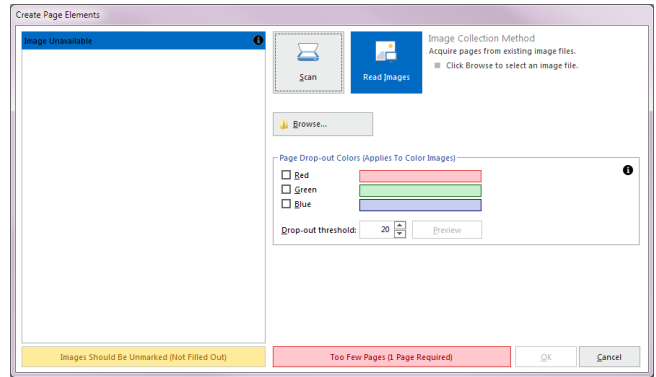 Create Page Elements
Image Unavailable
Scan
Read Images
Image Collection Method
Acquire pages from existing image files.
Click Browse to select an image file.
Browse...
Page Drop-out Colors (Applies To Color Images)
Red
Green
Blue
Drop-out threshold: 20 Preview
Images Should Be Unmarked (Not Filled Out)
Too Few Pages (1 Page Required)
OK
Cancel